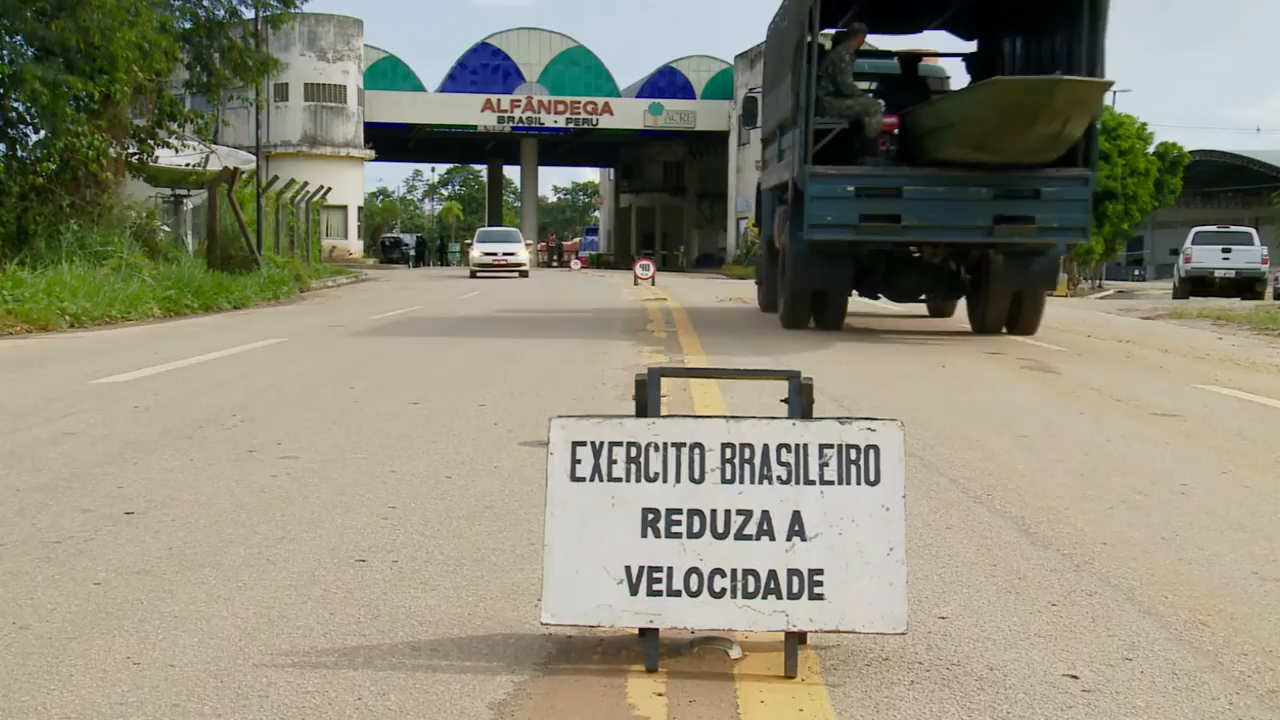 ALFÂNDEGA
BRASIL - PERU
ACRE
EXERCITO BRASILEIRO
REDUZA A
VELOCIDADE